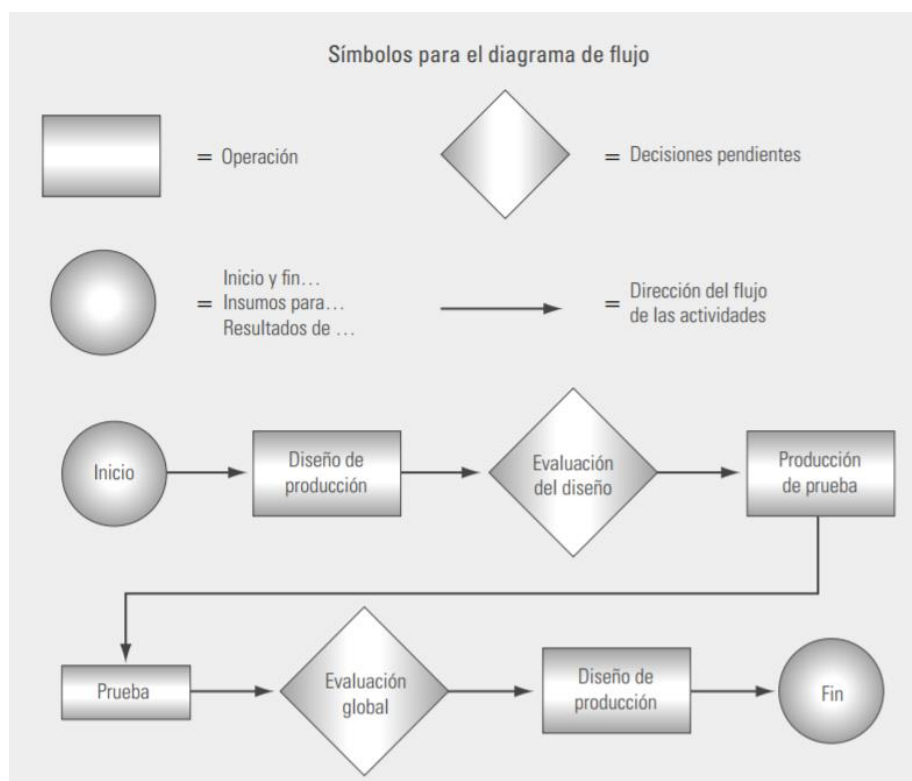 Símbolos para el diagrama de flujo
= Operación
= Decisiones pendientes
Inicio y fin…
= Insumos para…
Resultados de …
= Dirección del flujo
de las actividades
Inicio
Diseño de
producción
Evaluación
del diseño
Producción
de prueba
Prueba
Evaluación
global
Diseño de
producción
Fin